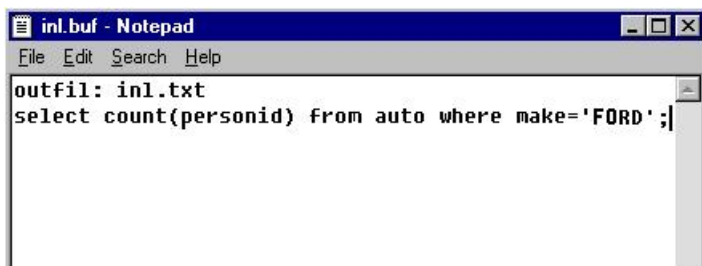 inl.buf - Notepad
File Edit Search Help
outfil: inl.txt
select count(personid) from auto where make='FORD';